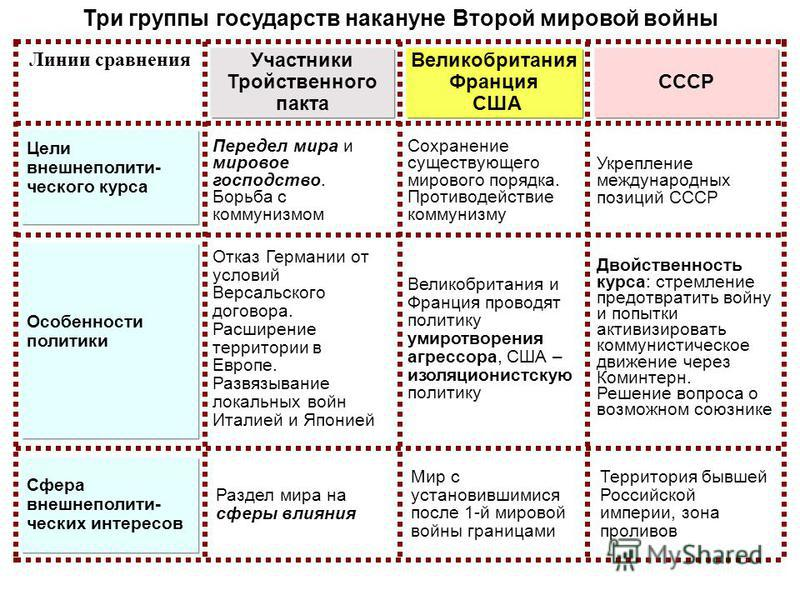 Три группы государств накануне Второй мировой войны
Линии сравнения
Участники
Тройственного
пакта
Великобритания
Франция
США
СССР
Цели
внешнеполити-
ческого курса
Передел мира и
мировое
господство.
Борьба с
коммунизмом
Сохранение
существующего
мирового порядка.
Противодействие
коммунизму
Укрепление
международных
позиций СССР
Особенности
политики
Отказ Германии от
условий
Версальского
договора.
Расширение
территории в
Европе.
Развязывание
локальных войн
Италией и Японией
Великобритания и
Франция проводят
политику
умиротворения
агрессора, США –
изоляционистскую
политику
Двойственность
курса: стремление
предотвратить войну
и попытки
активизировать
коммунистическое
движение через
Коминтерн.
Решение вопроса о
возможном союзнике
Сфера
внешнеполити-
ческих интересов
Раздел мира на
сферы влияния
Мир с
установившимися
после 1-й мировой
войны границами
Территория бывшей
Российской
империи, зона
проливов
MyShared